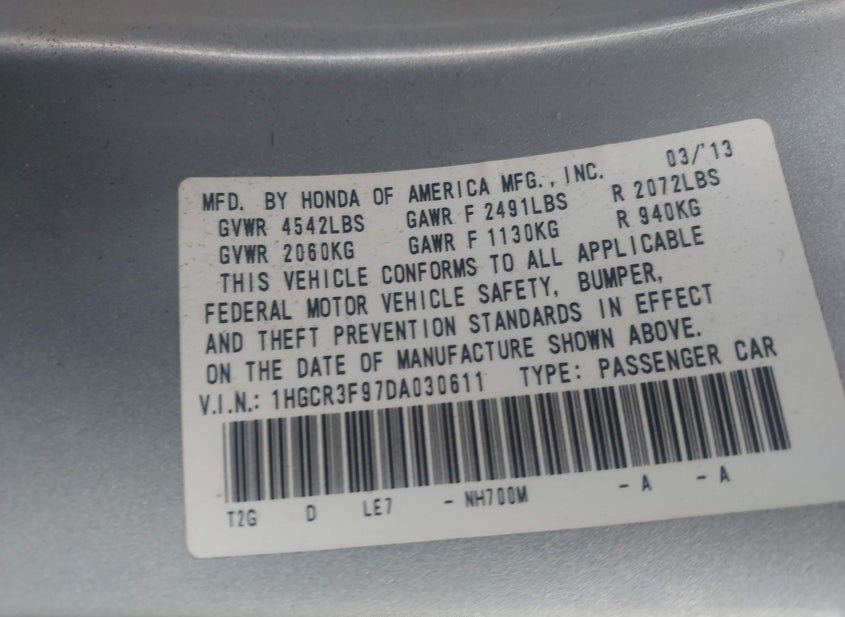 MFD. BY HONDA OF AMERICA MFG., INC. 03/'13
GVWR 4542LBS GAWR F 2491LBS R 2072LBS
GVWR 2060KG GAWR F 1130KG R 940KG
THIS VEHICLE CONFORMS TO ALL APPLICABLE
FEDERAL MOTOR VEHICLE SAFETY, BUMPER,
AND THEFT PREVENTION STANDARDS IN EFFECT
ON THE DATE OF MANUFACTURE SHOWN ABOVE.
V.I.N.: 1HGCR3F97DA030611 TYPE: PASSENGER CAR
T2G D LE7 - NH700M - A - A